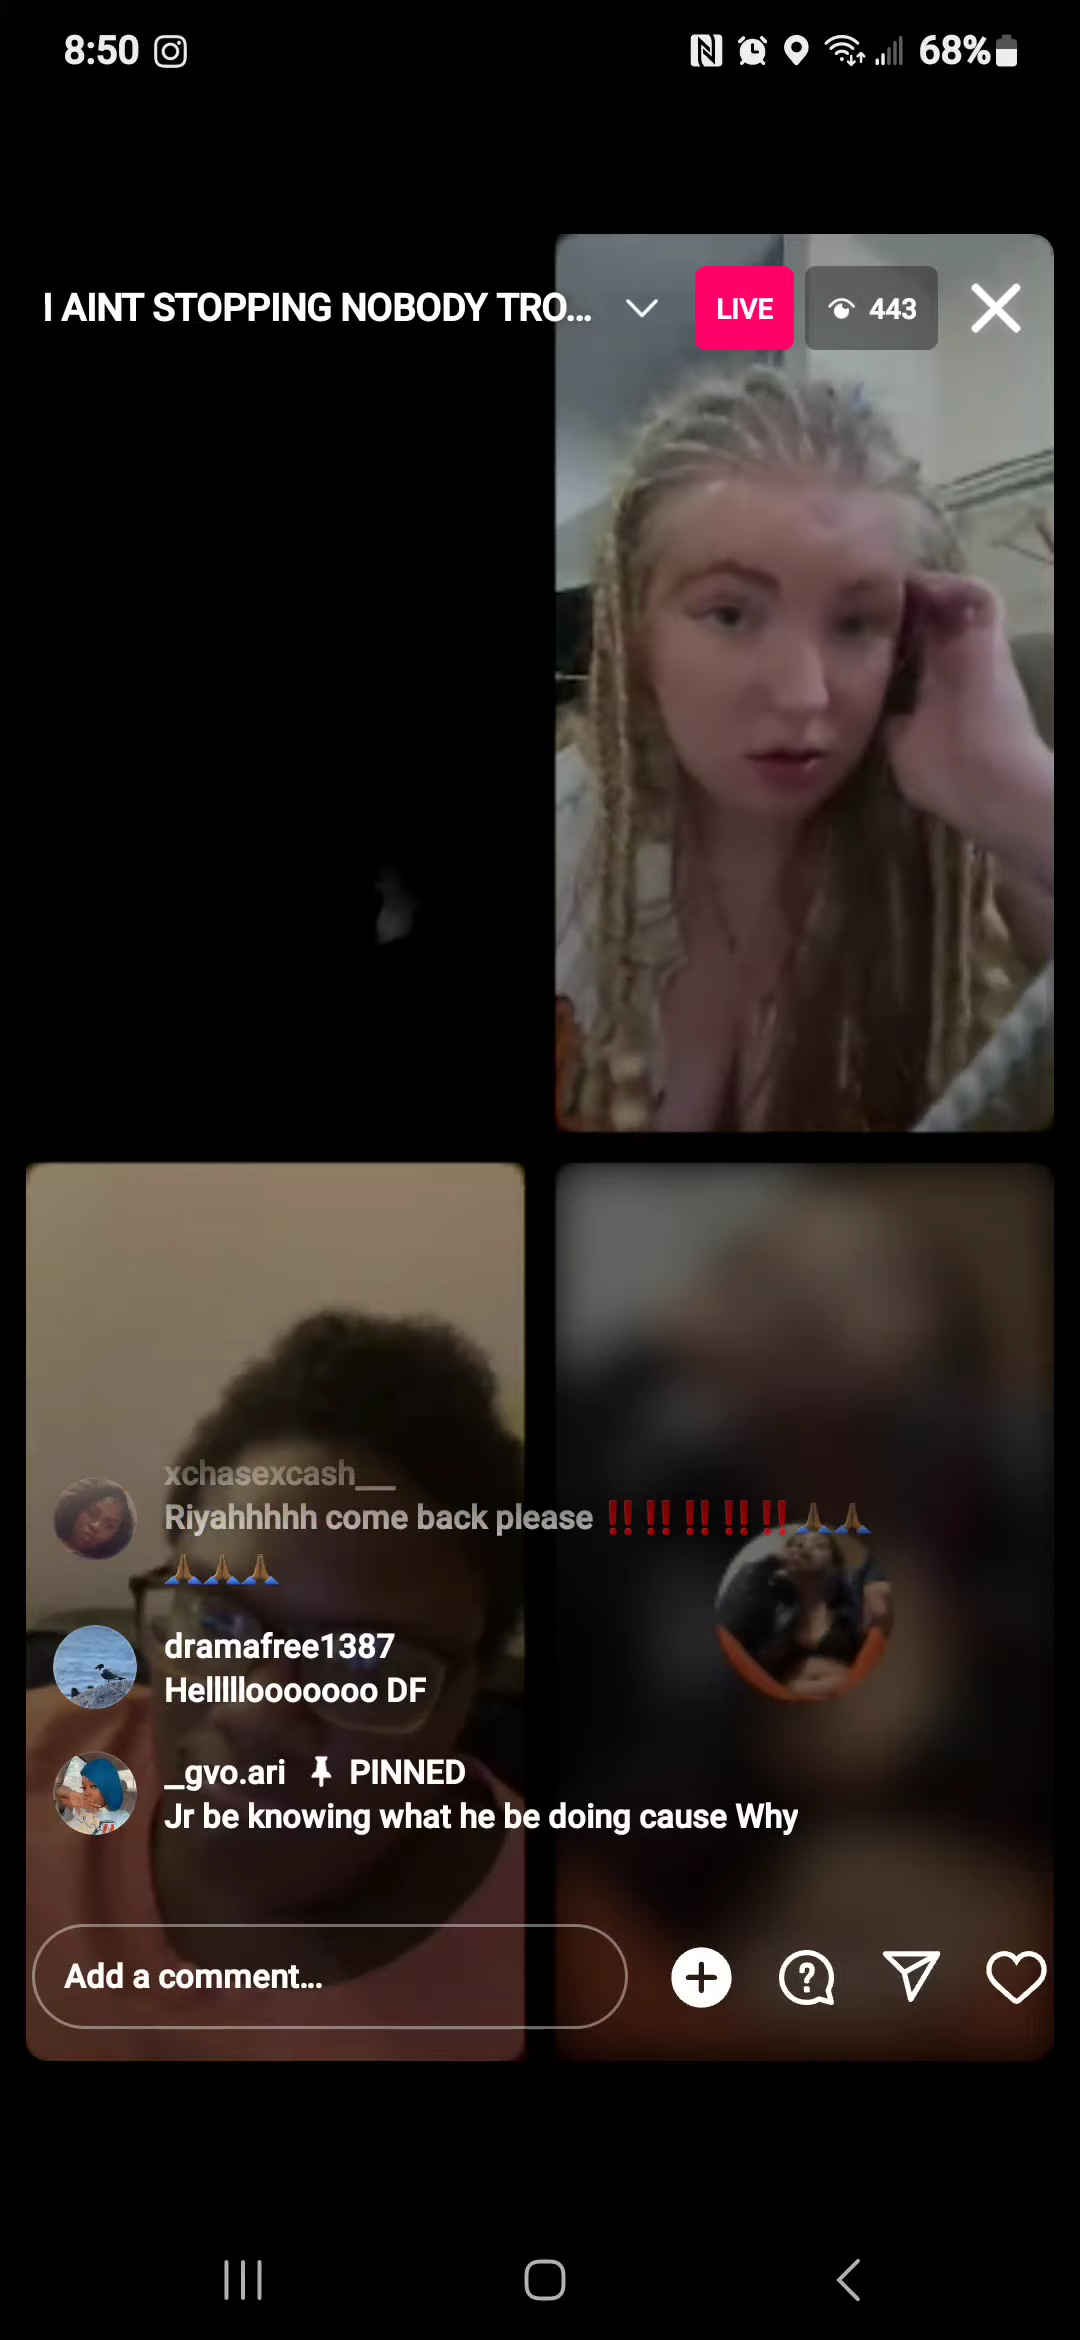 8:50
68%
I AINT STOPPING NOBODY TRO...
LIVE
443
xchasexcash__
Riyahhhhh come back please ‼️‼️‼️‼️‼️🙏🏾🙏🏾
🙏🏾🙏🏾🙏🏾
dramafree1387
Helllllooooooo DF
_gvo.ari 📌 PINNED
Jr be knowing what he be doing cause Why
Add a comment...